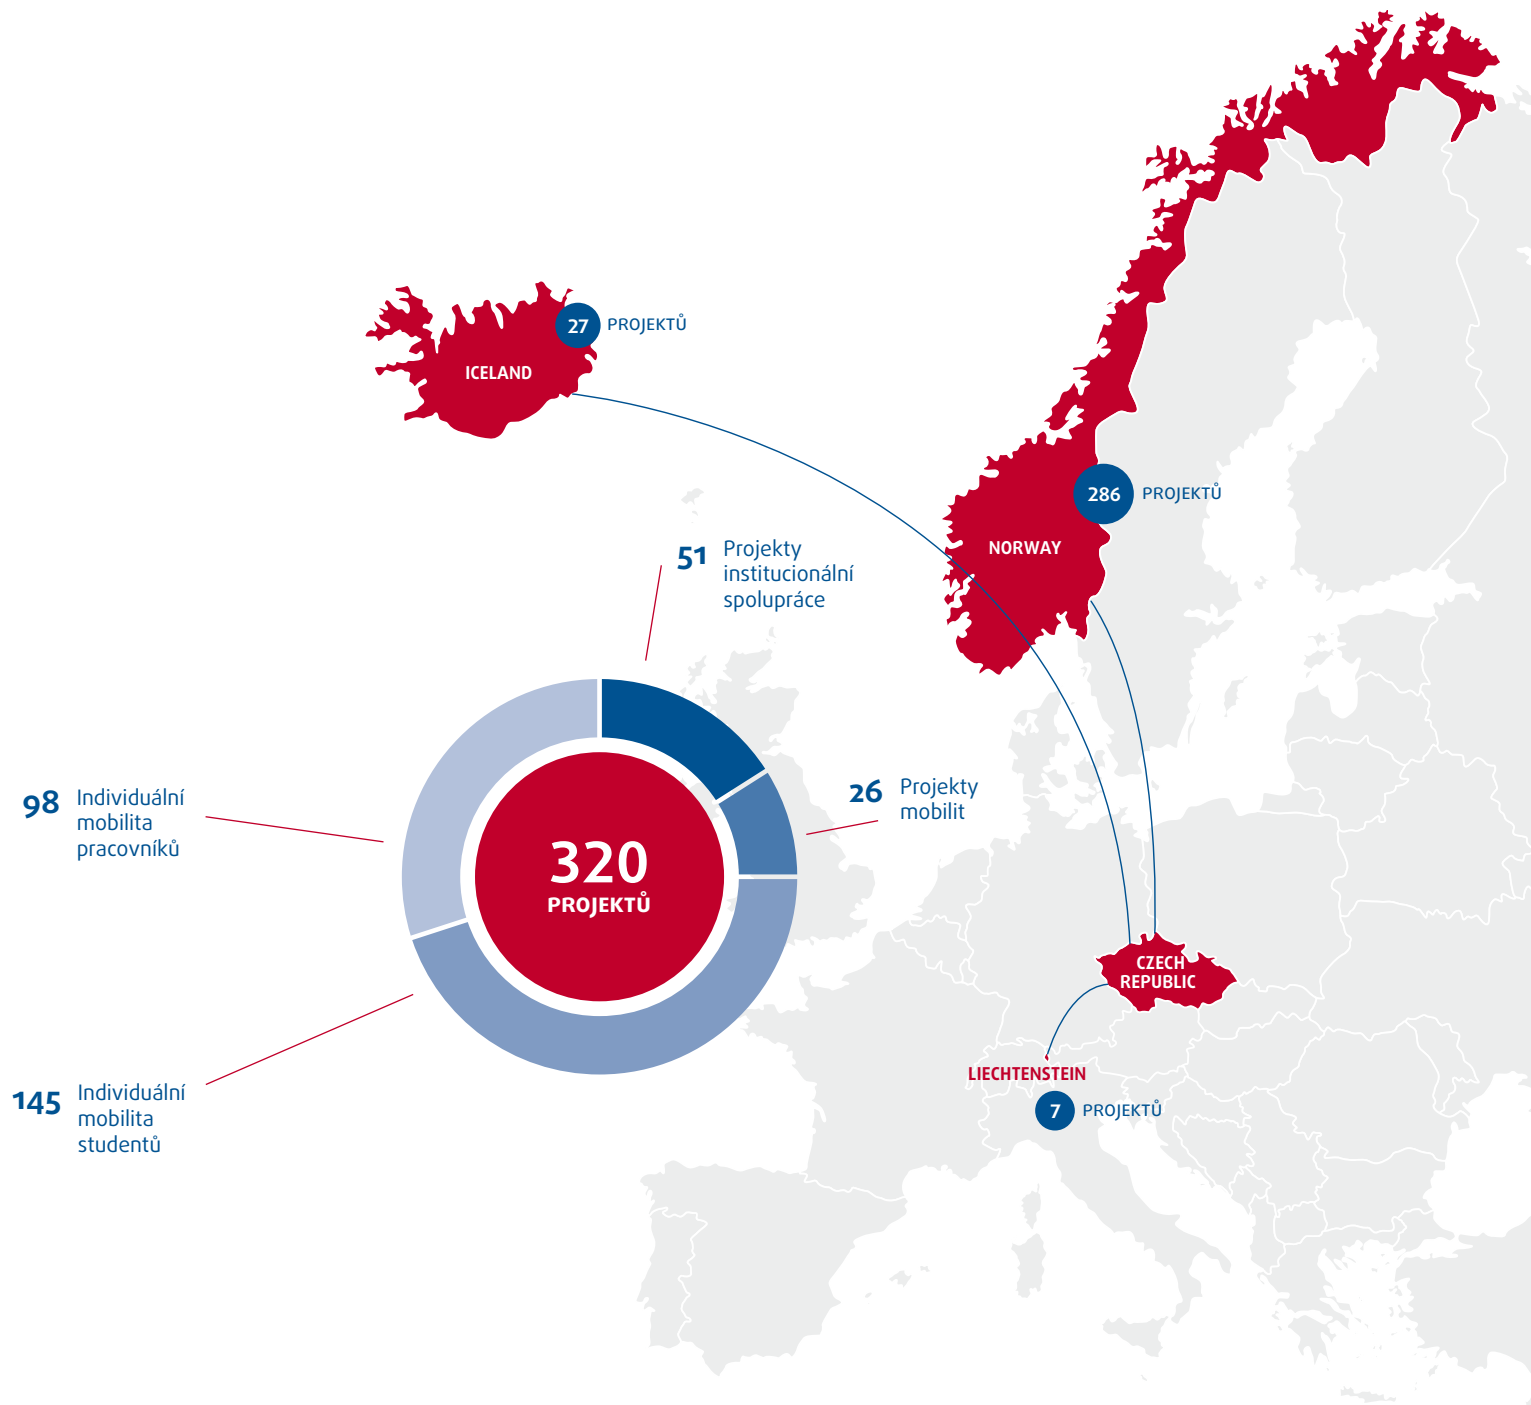 27 PROJEKTŮ
ICELAND
286 PROJEKTŮ
NORWAY
51 Projekty
institucionální
spolupráce
26 Projekty
mobilit
98 Individuální
mobilita
pracovníků
320
PROJEKTŮ
145 Individuální
mobilita
studentů
CZECH
REPUBLIC
LIECHTENSTEIN
7 PROJEKTŮ